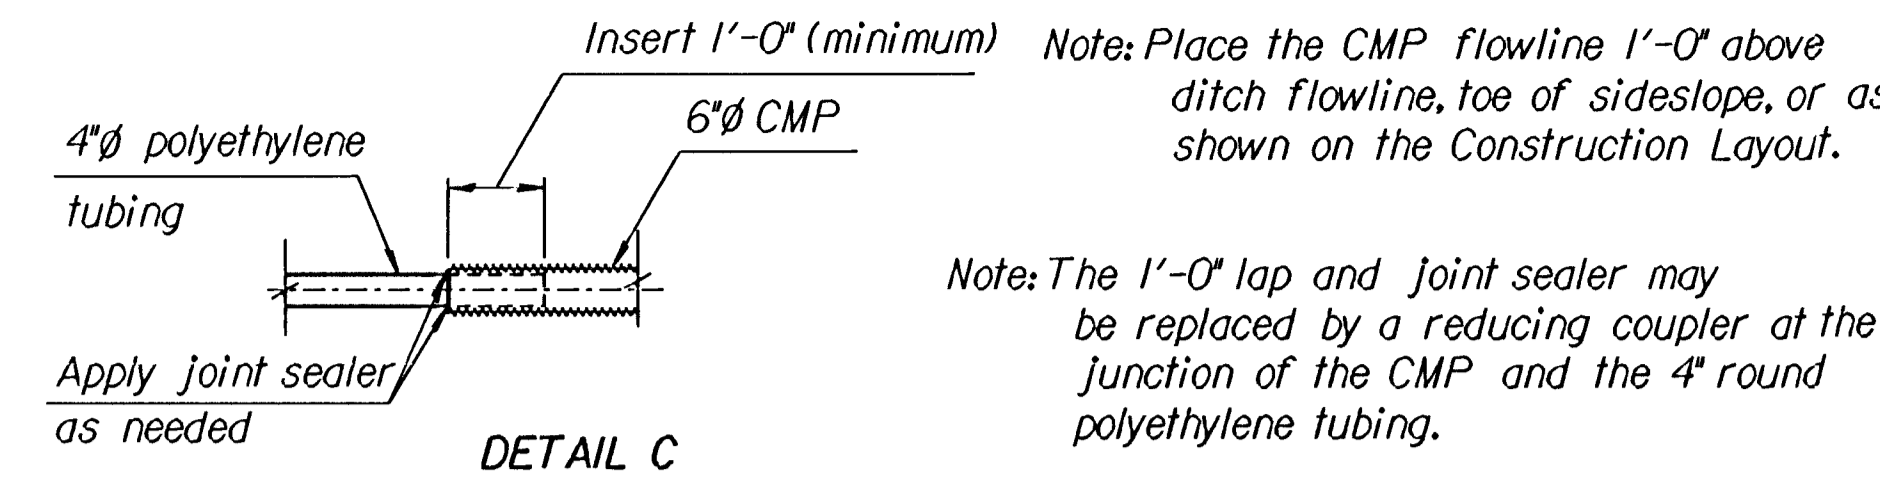 Insert 1'-0" (minimum)
6"Ø CMP
4"Ø polyethylene
tubing
Apply joint sealer
as needed
DETAIL C
Note: Place the CMP flowline 1'-0" above
ditch flowline, toe of sideslope, or as
shown on the Construction Layout.
Note: The 1'-0" lap and joint sealer may
be replaced by a reducing coupler at the
junction of the CMP and the 4" round
polyethylene tubing.